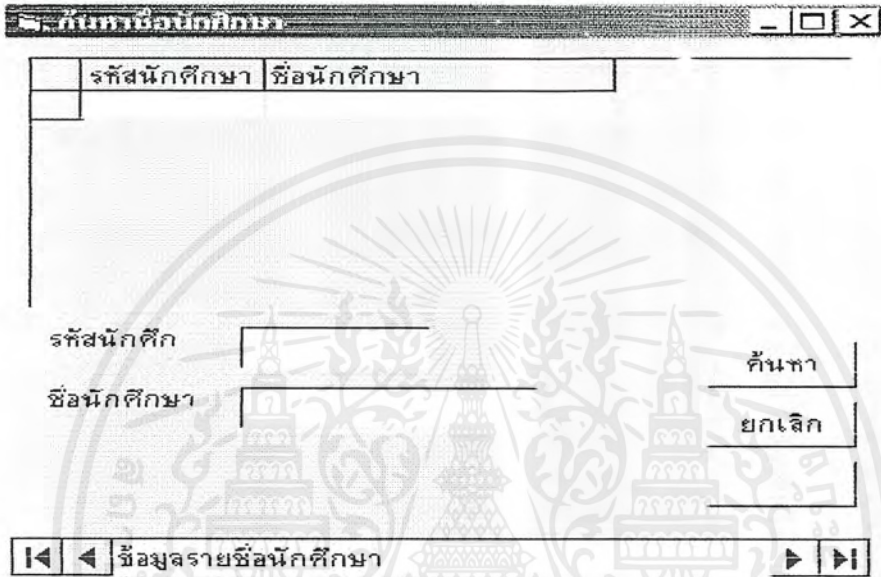 ค้นหาชื่อนักศึกษา
รหัสนักศึกษา ชื่อนักศึกษา
รหัสนักศึก
ชื่อนักศึกษา
ค้นหา
ยกเลิก
ข้อมูลรายชื่อนักศึกษา